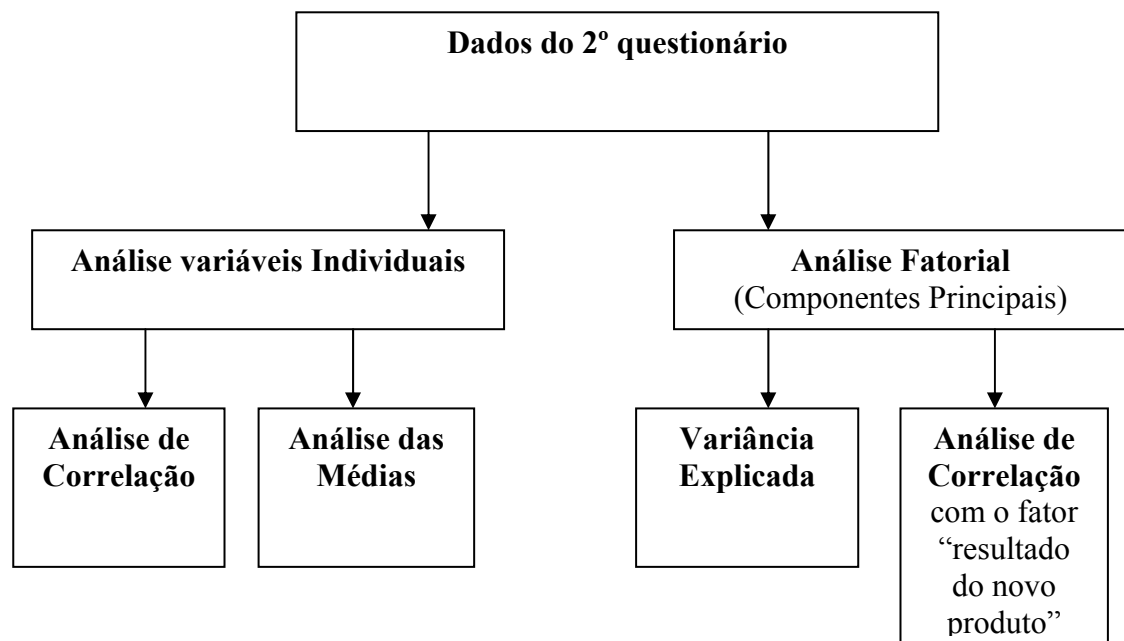 Dados do 2º questionário
Análise variáveis Individuais
Análise Fatorial
(Componentes Principais)
Análise de
Correlação
Análise das
Médias
Variância
Explicada
Análise de
Correlação
com o fator
“resultado
do novo
produto”